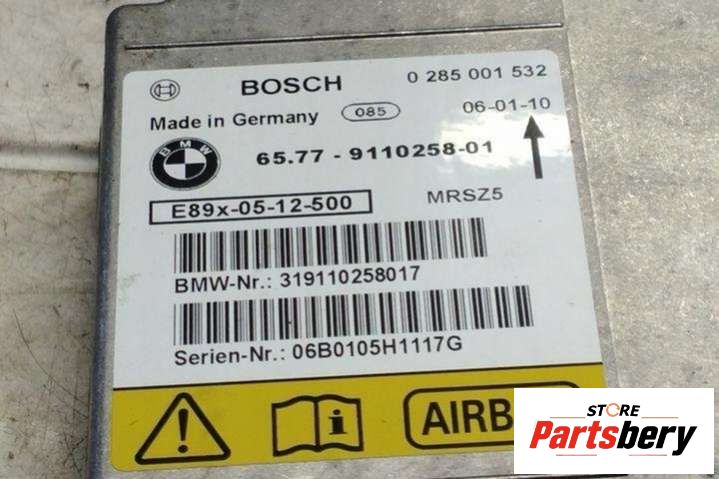 BOSCH 0 285 001 532
Made in Germany 085 06-01-10
BMW 65.77 - 9110258-01
E89x-05-12-500 MRSZ5
BMW-Nr.: 319110258017
Serien-Nr.: 06B0105H1117G
AIRB
STORE
Partsbery